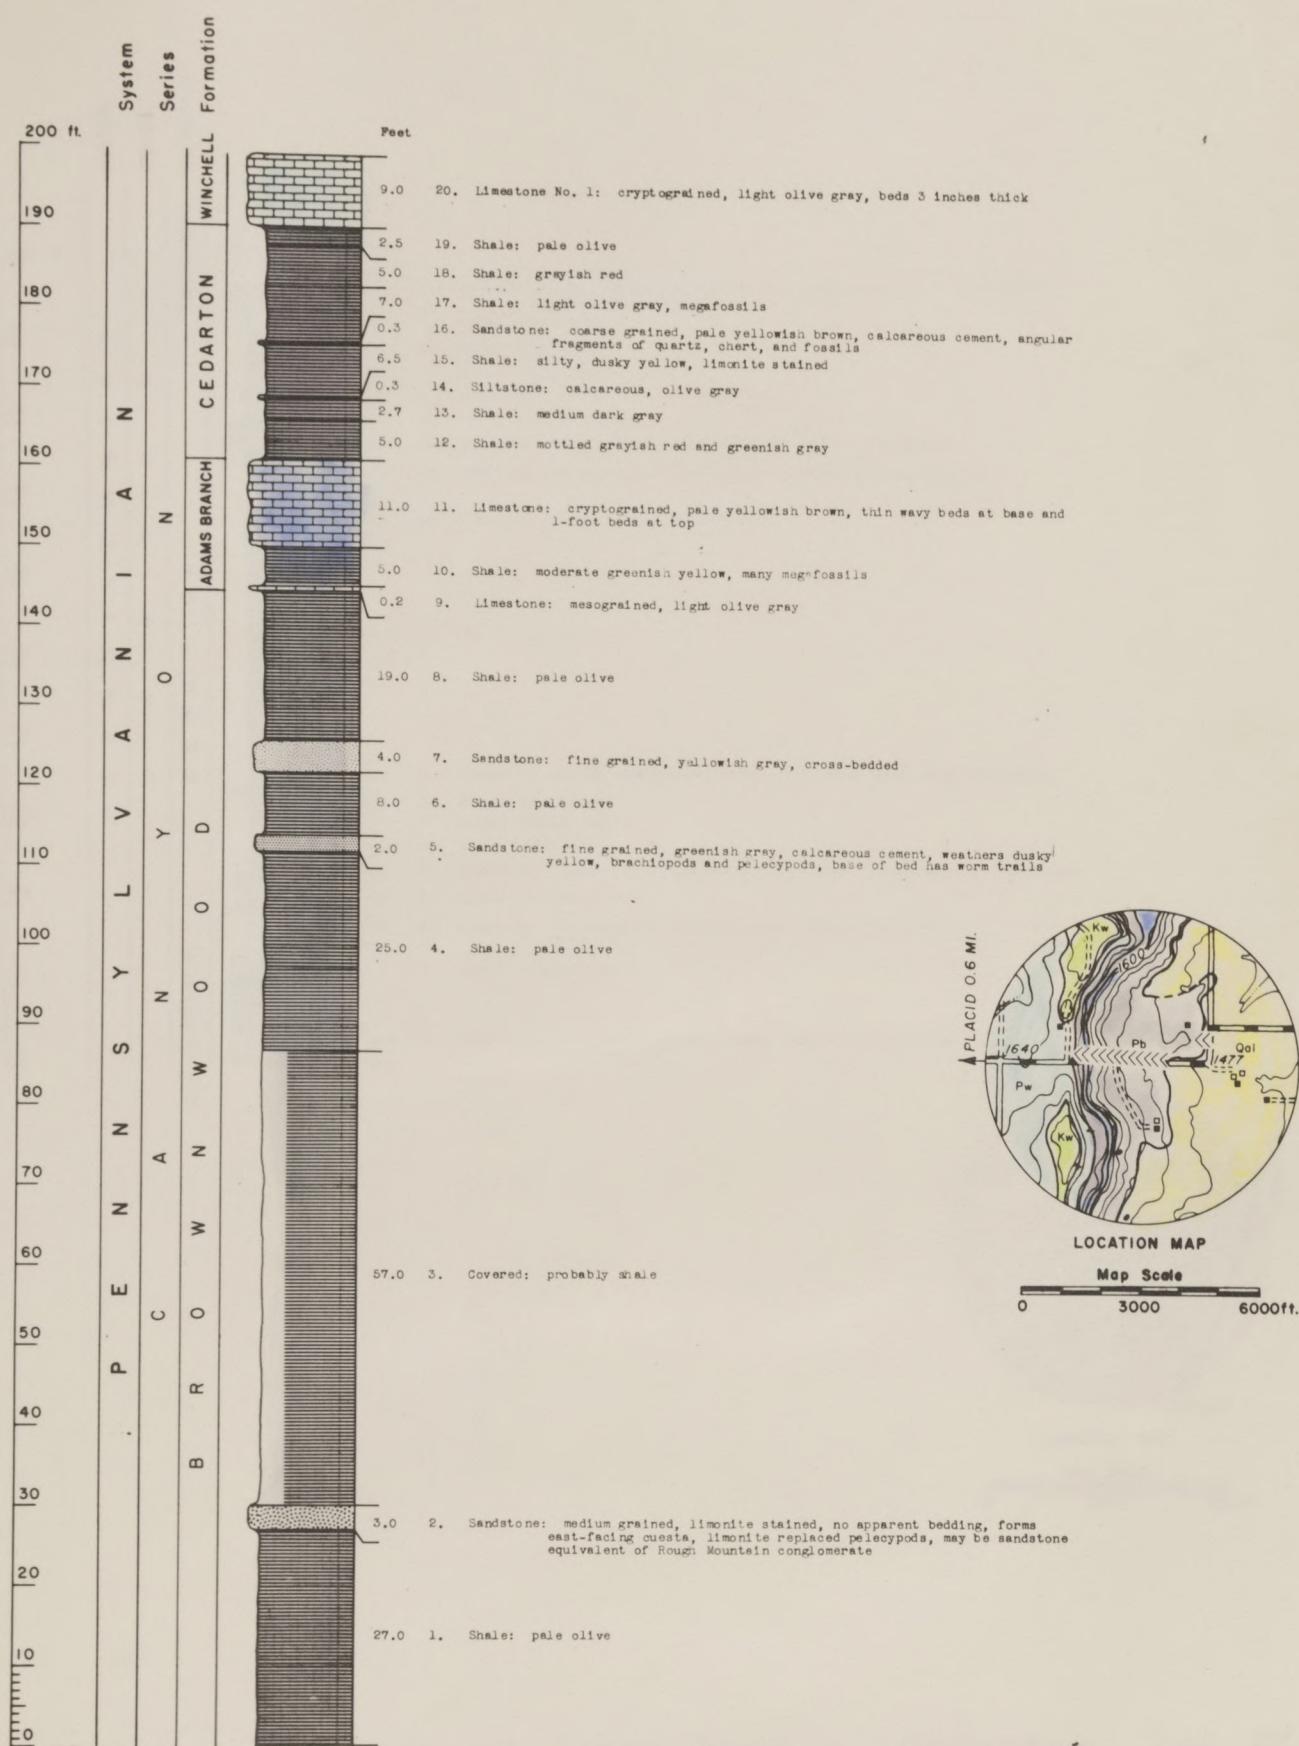 System
Series
Formation
200 ft.
190
180
170
160
150
140
130
120
110
100
90
80
70
60
50
40
30
20
10
0
PENNSYLVANIAN
CANYON
WINCHELL
CEDARTON
ADAMS BRANCH
BROWNWOOD
Feet
9.0 20. Limestone No. 1: cryptograined, light olive gray, beds 3 inches thick
2.5 19. Shale: pale olive
5.0 18. Shale: grayish red
7.0 17. Shale: light olive gray, megafossils
0.3 16. Sandstone: coarse grained, pale yellowish brown, calcareous cement, angular
fragments of quartz, chert, and fossils
6.5 15. Shale: silty, dusky yellow, limonite stained
0.3 14. Siltstone: calcareous, olive gray
2.7 13. Shale: medium dark gray
5.0 12. Shale: mottled grayish red and greenish gray
11.0 11. Limestone: cryptograined, pale yellowish brown, thin wavy beds at base and
1-foot beds at top
5.0 10. Shale: moderate greenish yellow, many megafossils
0.2 9. Limestone: mesograined, light olive gray
19.0 8. Shale: pale olive
4.0 7. Sandstone: fine grained, yellowish gray, cross-bedded
8.0 6. Shale: pale olive
2.0 5. Sandstone: fine grained, greenish gray, calcareous cement, weathers dusky
yellow, brachiopods and pelecypods, base of bed has worm trails
25.0 4. Shale: pale olive
57.0 3. Covered: probably shale
3.0 2. Sandstone: medium grained, limonite stained, no apparent bedding, forms
east-facing cuesta, limonite replaced pelecypods, may be sandstone
equivalent of Rough Mountain conglomerate
27.0 1. Shale: pale olive
PLACID 0.6 MI.
Kw
1600
1640
Pb
Qal
1477
Pw
Kw
LOCATION MAP
Map Scale
0 3000 6000ft.